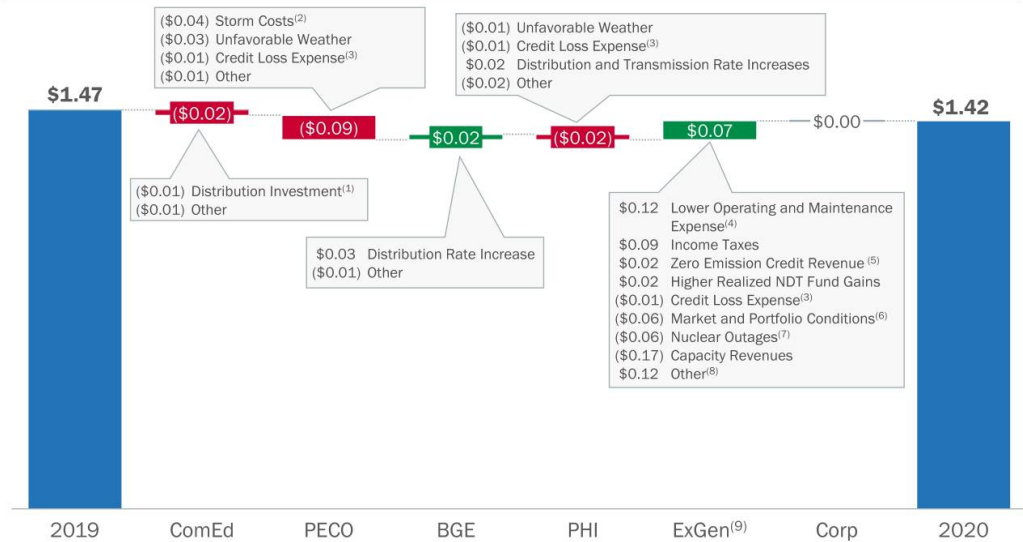 ($0.04) Storm Costs(2)
($0.03) Unfavorable Weather
($0.01) Credit Loss Expense(3)
($0.01) Other
($0.01) Unfavorable Weather
($0.01) Credit Loss Expense(3)
$0.02 Distribution and Transmission Rate Increases
($0.02) Other
$1.47
($0.02)
($0.09)
$0.02
($0.02)
$0.07
$0.00
$1.42
($0.01) Distribution Investment(1)
($0.01) Other
$0.03 Distribution Rate Increase
($0.01) Other
$0.12 Lower Operating and Maintenance
Expense(4)
$0.09 Income Taxes
$0.02 Zero Emission Credit Revenue (5)
$0.02 Higher Realized NDT Fund Gains
($0.01) Credit Loss Expense(3)
($0.06) Market and Portfolio Conditions(6)
($0.06) Nuclear Outages(7)
($0.17) Capacity Revenues
$0.12 Other(8)
2019
ComEd
PECO
BGE
PHI
ExGen(9)
Corp
2020